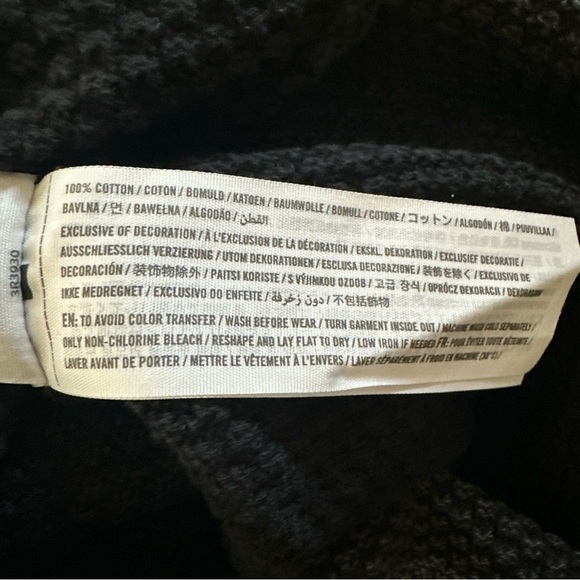 100% COTTON / COTON / BOMULD / KATOEN / BAUMWOLLE / BOMULL / COTONE / コットン / ALGODÓN / 棉 / PUUVILLAA /
BAVLNA / 면 / BAWEŁNA / ALGODÃO / القطن
EXCLUSIVE OF DECORATION / À L'EXCLUSION DE LA DÉCORATION / EKSKL. DEKORATION / EXCLUSIEF DECORATIE /
AUSSCHLIESSLICH VERZIERUNG / UTOM DEKORATIONEN / ESCLUSA DECORAZIONE / 装飾を除く / EXCLUSIVO DE
DECORACIÓN / 装饰物除外 / PAITSI KORISTE / S VÝJIMKOU OZDOB / 고급 장식 / OPRÓCZ DEKORACJI / DEKORASJON
IKKE MEDREGNET / EXCLUSIVO DO ENFEITE / دون زخرفة / 不包括飾物
EN: TO AVOID COLOR TRANSFER / WASH BEFORE WEAR / TURN GARMENT INSIDE OUT / MACHINE WASH COLD SEPARATELY /
ONLY NON-CHLORINE BLEACH / RESHAPE AND LAY FLAT TO DRY / LOW IRON IF NEEDED FR: POUR ÉVITER TOUTE DÉTEINTE /
LAVER AVANT DE PORTER / METTRE LE VÊTEMENT À L'ENVERS / LAVER SÉPARÉMENT À FROID EN MACHINE
3R3930